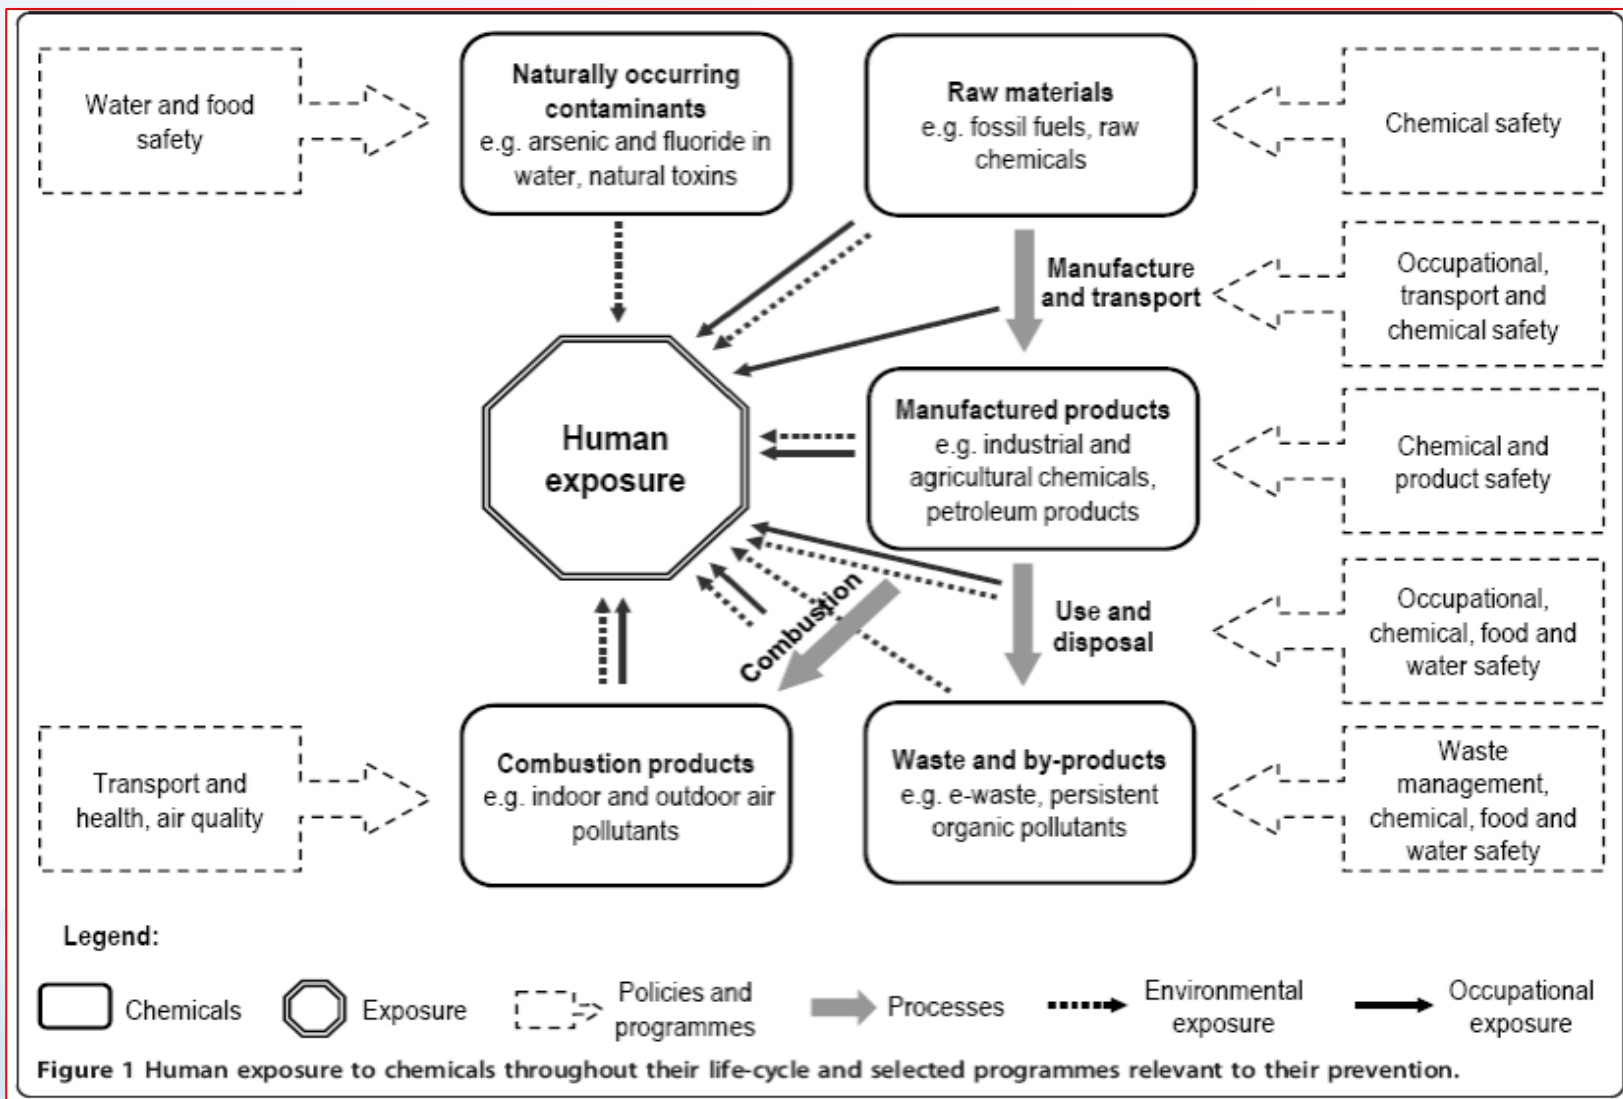 Water and food
safety
Naturally occurring
contaminants
e.g. arsenic and fluoride in
water, natural toxins
Raw materials
e.g. fossil fuels, raw
chemicals
Chemical safety
Manufacture
and transport
Occupational,
transport and
chemical safety
Human
exposure
Manufactured products
e.g. industrial and
agricultural chemicals,
petroleum products
Chemical and
product safety
Combustion
Use and
disposal
Occupational,
chemical, food and
water safety
Transport and
health, air quality
Combustion products
e.g. indoor and outdoor air
pollutants
Waste and by-products
e.g. e-waste, persistent
organic pollutants
Waste
management,
chemical, food and
water safety
Legend:
Chemicals
Exposure
Policies and
programmes
Processes
Environmental
exposure
Occupational
exposure
Figure 1 Human exposure to chemicals throughout their life-cycle and selected programmes relevant to their prevention.